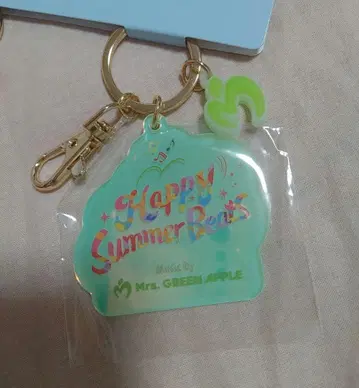 Happy
Summer Beats
Music By
Mrs. GREEN APPLE